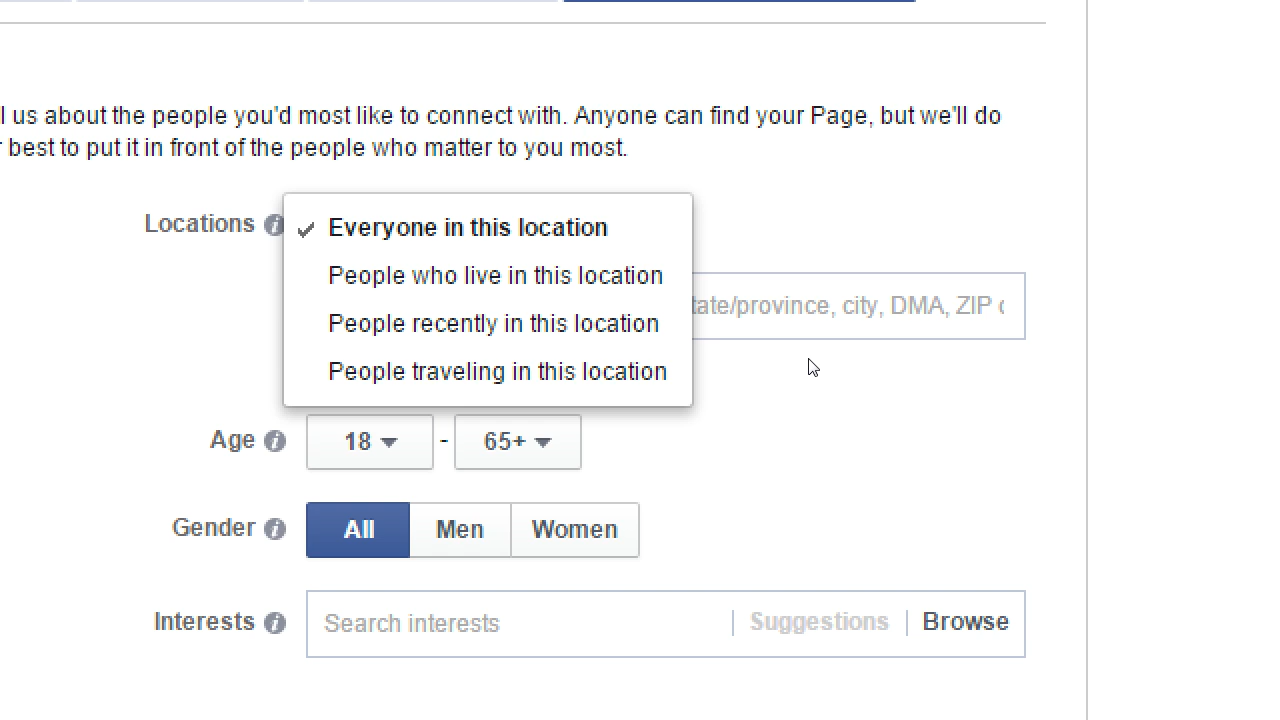 l us about the people you'd most like to connect with. Anyone can find your Page, but we'll do
best to put it in front of the people who matter to you most.
Locations
Everyone in this location
People who live in this location
People recently in this location
People traveling in this location
tate/province, city, DMA, ZIP c
Age 18 - 65+
Gender All Men Women
Interests Search interests Suggestions Browse